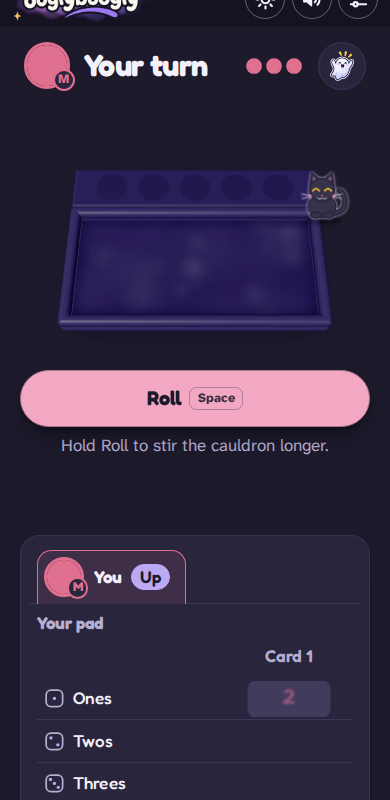 ooglyboogly
M
Your turn
Roll Space
Hold Roll to stir the cauldron longer.
M
You Up
Your pad
Card 1
Ones 2
Twos
Threes